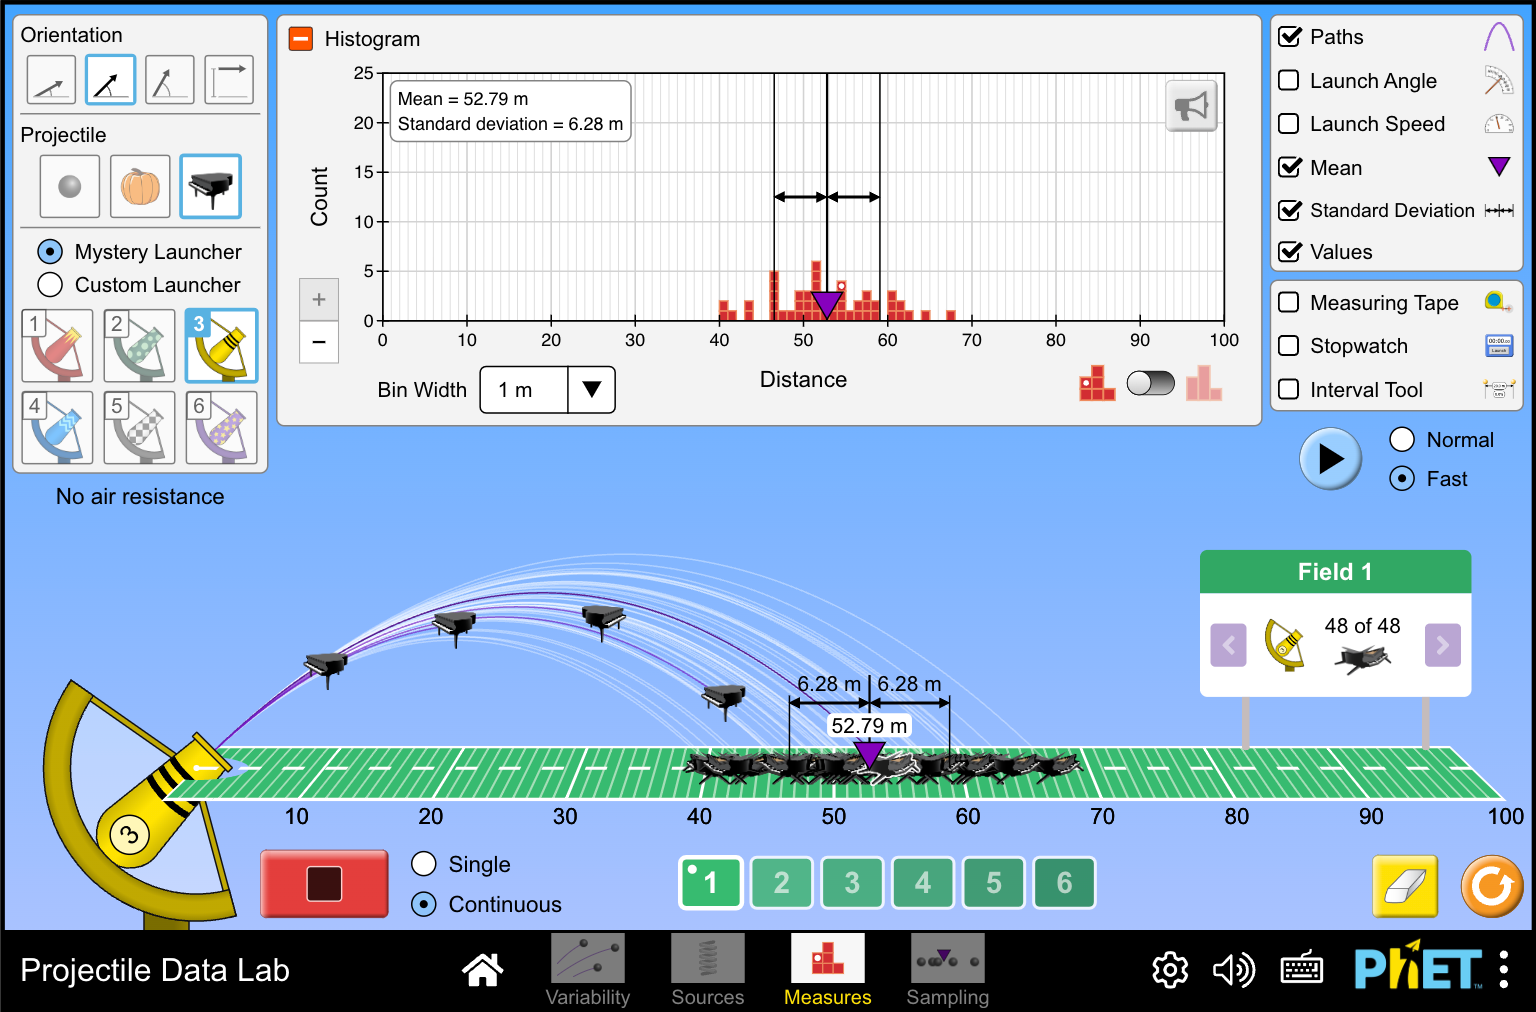 Orientation
Projectile
Mystery Launcher
Custom Launcher
1
2
3
4
5
6
No air resistance
Histogram
Mean = 52.79 m
Standard deviation = 6.28 m
Count
25
20
15
10
5
0
0 10 20 30 40 50 60 70 80 90 100
Distance
+
−
Bin Width
1 m
Paths
Launch Angle
Launch Speed
Mean
Standard Deviation
Values
Measuring Tape
Stopwatch
Interval Tool
Normal
Fast
Field 1
48 of 48
6.28 m 6.28 m
52.79 m
3
10 20 30 40 50 60 70 80 90 100
Single
Continuous
1 2 3 4 5 6
Projectile Data Lab
Variability
Sources
Measures
Sampling
PhET